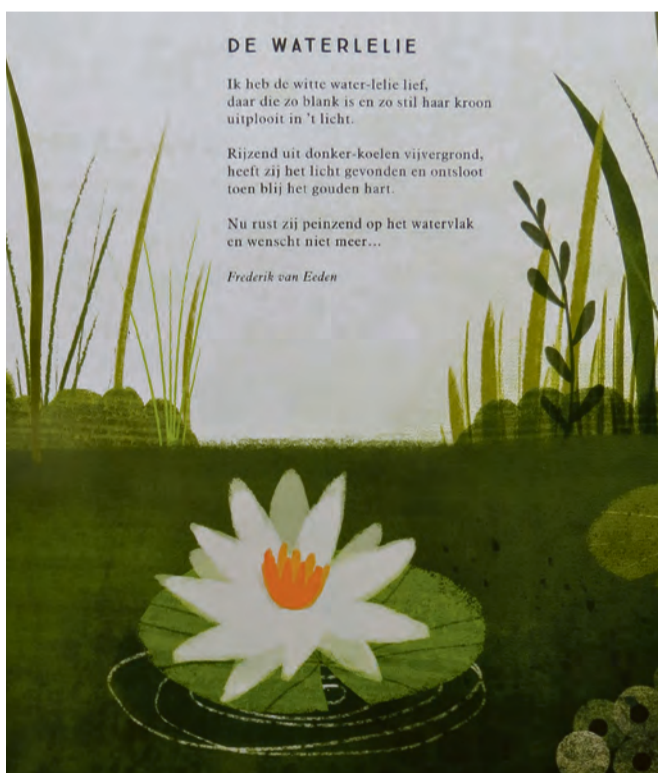 DE WATERLELIE
Ik heb de witte water-lelie lief,
daar die zo blank is en zo stil haar kroon
uitplooit in 't licht.
Rijzend uit donker-koelen vijvergrond,
heeft zij het licht gevonden en ontsloot
toen blij het gouden hart.
Nu rust zij peinzend op het watervlak
en wenscht niet meer...
Frederik van Eeden